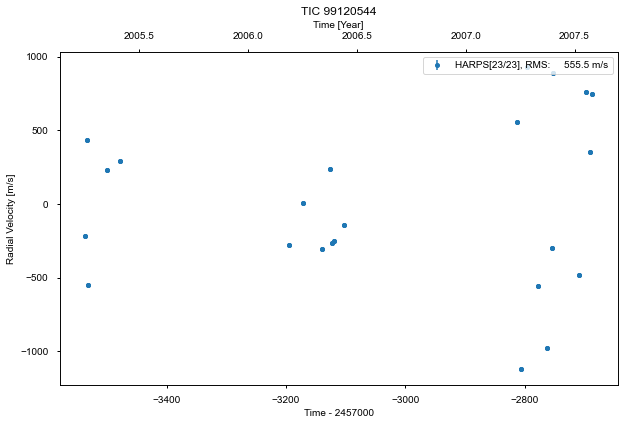 TIC 99120544
Time [Year]
2005.5 2006.0 2006.5 2007.0 2007.5
HARPS[23/23], RMS: 555.5 m/s
1000
500
0
−500
−1000
Radial Velocity [m/s]
−3400 −3200 −3000 −2800
Time - 2457000